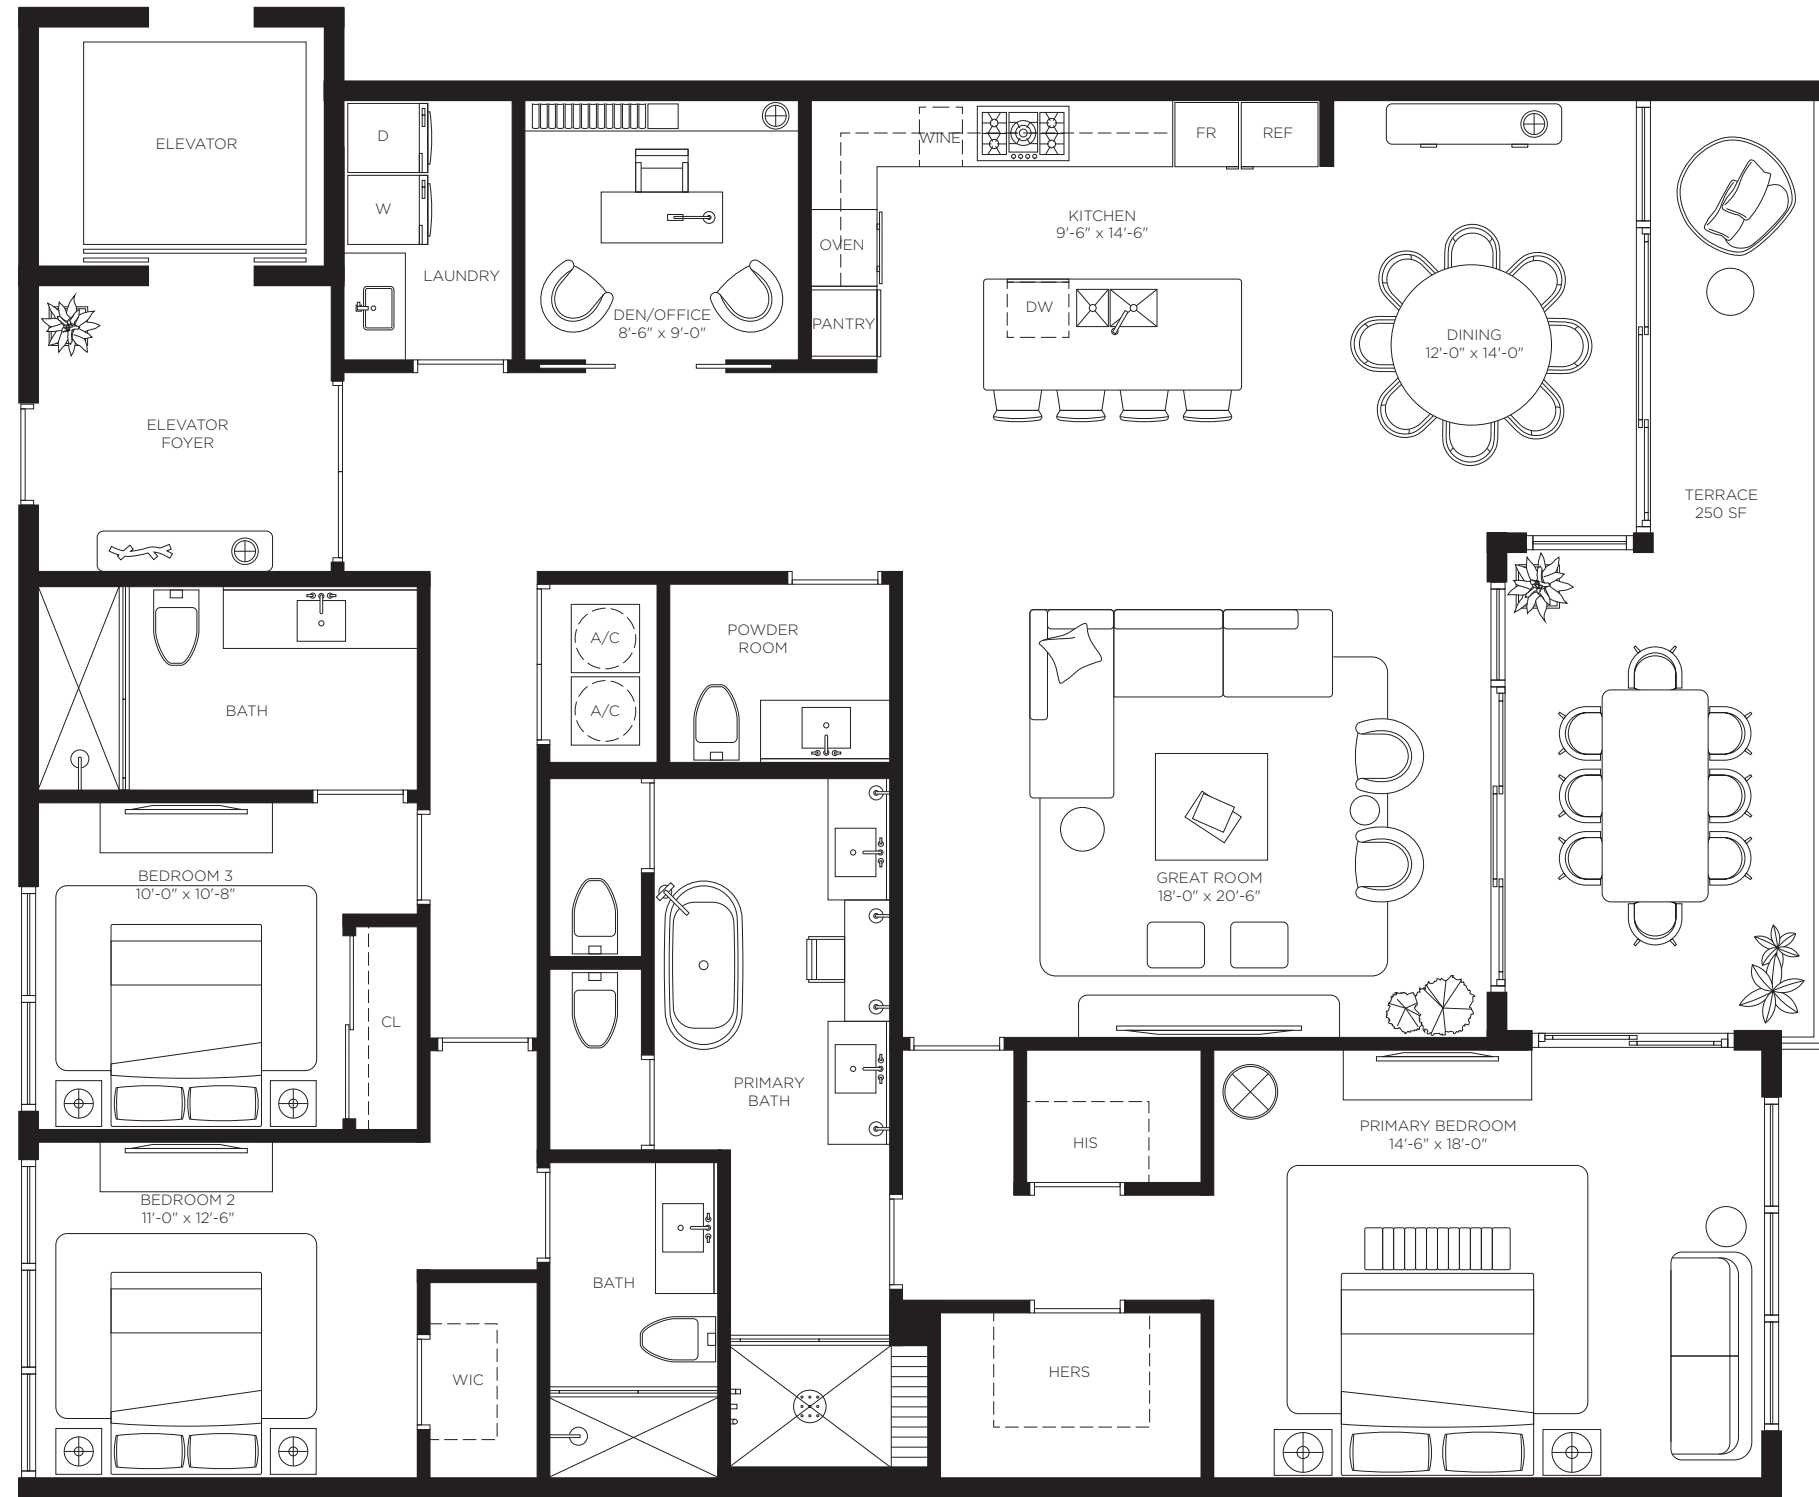 ELEVATOR
D
W
LAUNDRY
DEN/OFFICE
8'-6" x 9'-0"
WINE
FR
REF
OVEN
PANTRY
KITCHEN
9'-6" x 14'-6"
DW
DINING
12'-0" x 14'-0"
TERRACE
250 SF
ELEVATOR
FOYER
BATH
A/C
A/C
POWDER
ROOM
GREAT ROOM
18'-0" x 20'-6"
BEDROOM 3
10'-0" x 10'-8"
CL
PRIMARY
BATH
HIS
PRIMARY BEDROOM
14'-6" x 18'-0"
BEDROOM 2
11'-0" x 12'-6"
BATH
WIC
HERS